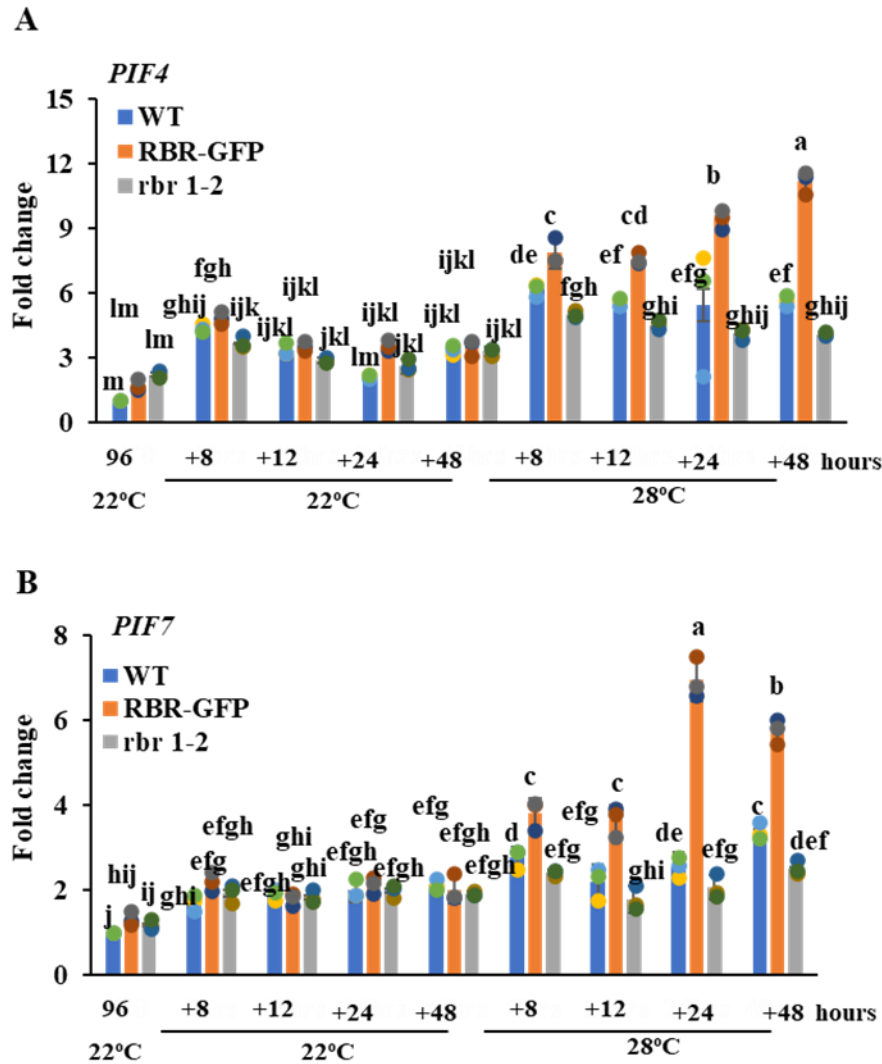 A
PIF4
15
WT
RBR-GFP
rbr 1-2
12
9
6
3
0
Fold change
m
lm
lm
ghij
fgh
ijk
ijkl
ijkl
jkl
lm
ijkl
ijkl
ijkl
ijkl
ijkl
de
c
fgh
ef
cd
ghi
efg
b
ghij
ef
a
ghij
96 +8 +12 +24 +48 +8 +12 +24 +48 hours
22ºC 22ºC 28ºC
B
PIF7
8
WT
RBR-GFP
rbr 1-2
6
4
2
0
Fold change
j
hij
ij
ghi
efg
efgh
efgh
ghi
ghi
efgh
efg
efgh
efg
efgh
efgh
d
c
efg
efg
c
ghi
de
a
efg
c
b
def
96 +8 +12 +24 +48 +8 +12 +24 +48 hours
22ºC 22ºC 28ºC